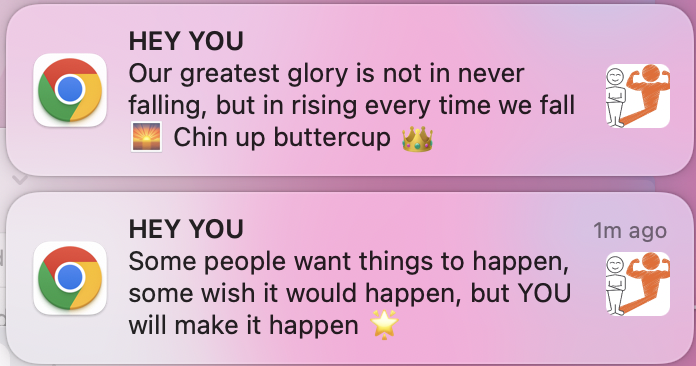 HEY YOU
Our greatest glory is not in never
falling, but in rising every time we fall
🌅 Chin up buttercup 👑
HEY YOU
1m ago
Some people want things to happen,
some wish it would happen, but YOU
will make it happen 🌟